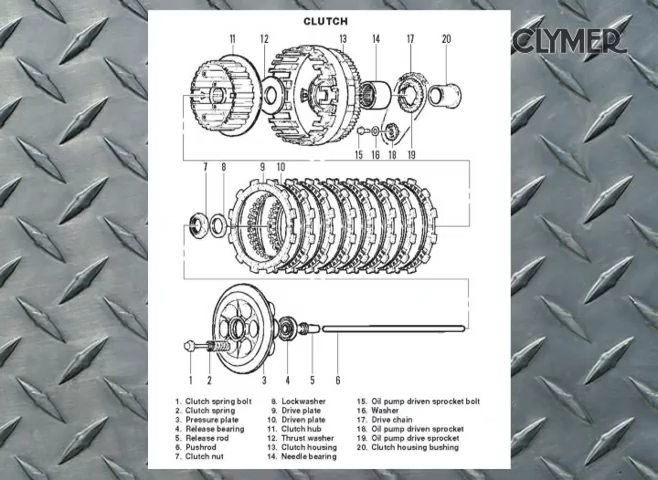 CLUTCH
CLYMER
11 12 13 14 17 20
15 16 18 19
7 8 9 10
1 2 3 4 5 6
1. Clutch spring bolt
2. Clutch spring
3. Pressure plate
4. Release bearing
5. Release rod
6. Pushrod
7. Clutch nut
8. Lockwasher
9. Drive plate
10. Driven plate
11. Clutch hub
12. Thrust washer
13. Clutch housing
14. Needle bearing
15. Oil pump driven sprocket bolt
16. Washer
17. Drive chain
18. Oil pump driven sprocket
19. Oil pump drive sprocket
20. Clutch housing bushing